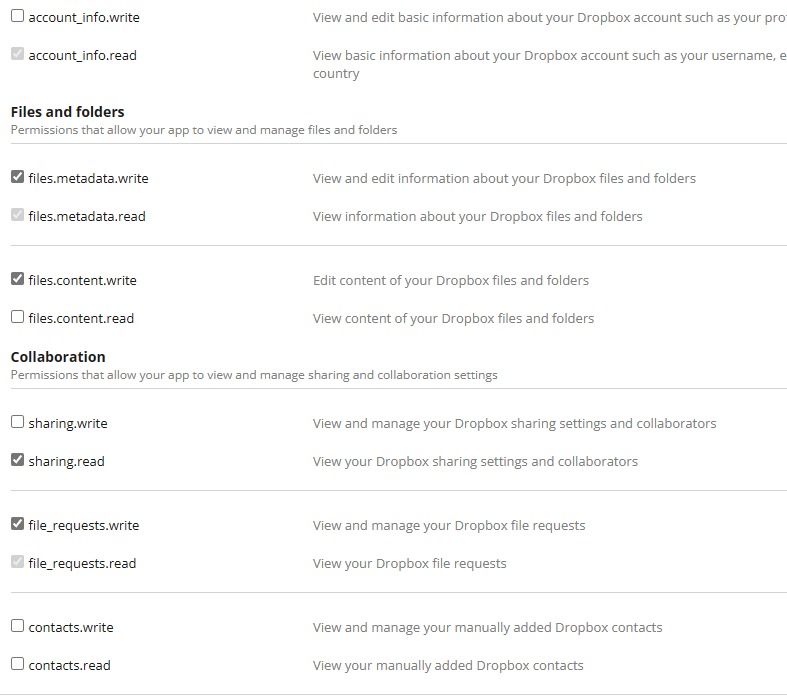 account_info.write View and edit basic information about your Dropbox account such as your
account_info.read View basic information about your Dropbox account such as your username,
country
Files and folders
Permissions that allow your app to view and manage files and folders
files.metadata.write View and edit information about your Dropbox files and folders
files.metadata.read View information about your Dropbox files and folders
files.content.write Edit content of your Dropbox files and folders
files.content.read View content of your Dropbox files and folders
Collaboration
Permissions that allow your app to view and manage sharing and collaboration settings
sharing.write View and manage your Dropbox sharing settings and collaborators
sharing.read View your Dropbox sharing settings and collaborators
file_requests.write View and manage your Dropbox file requests
file_requests.read View your Dropbox file requests
contacts.write View and manage your manually added Dropbox contacts
contacts.read View your manually added Dropbox contacts